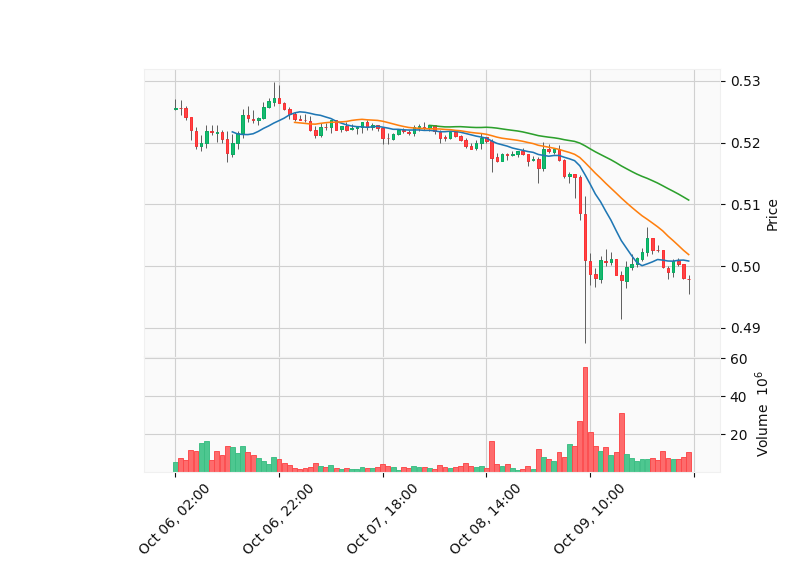 0.53
0.52
0.51
0.50
0.49
Price
60
40
20
Volume 10^6
Oct 06, 02:00
Oct 06, 22:00
Oct 07, 18:00
Oct 08, 14:00
Oct 09, 10:00